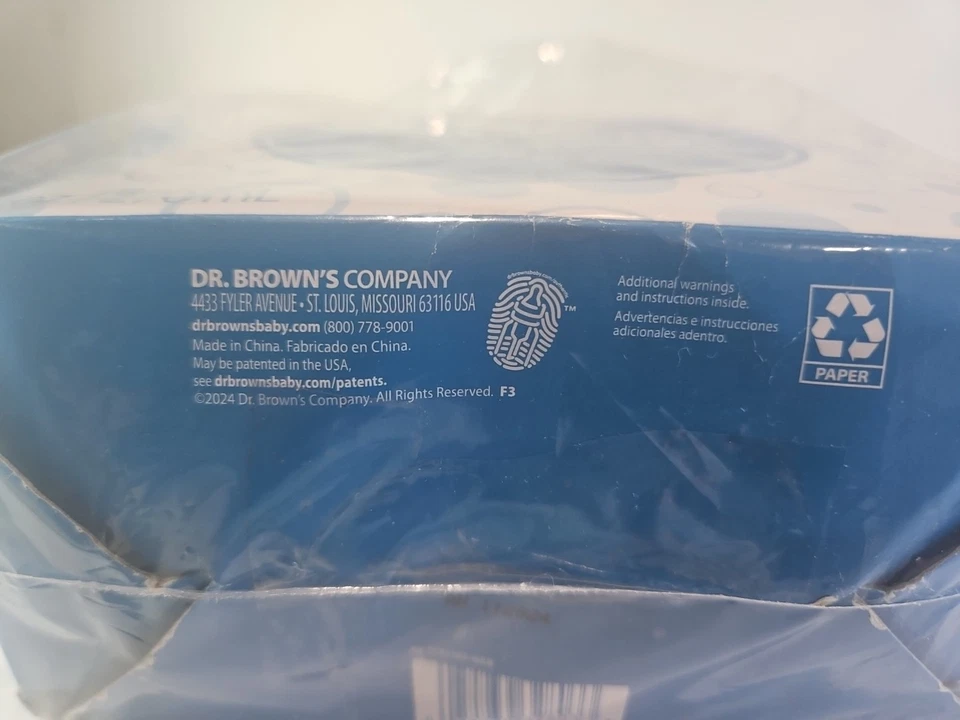 DR. BROWN'S COMPANY
4433 FYLER AVENUE • ST. LOUIS, MISSOURI 63116 USA
drbrownsbaby.com (800) 778-9001
Made in China. Fabricado en China.
May be patented in the USA,
see drbrownsbaby.com/patents.
©2024 Dr. Brown's Company. All Rights Reserved. F3
TM
Additional warnings
and instructions inside.
Advertencias e instrucciones
adicionales adentro.
PAPER